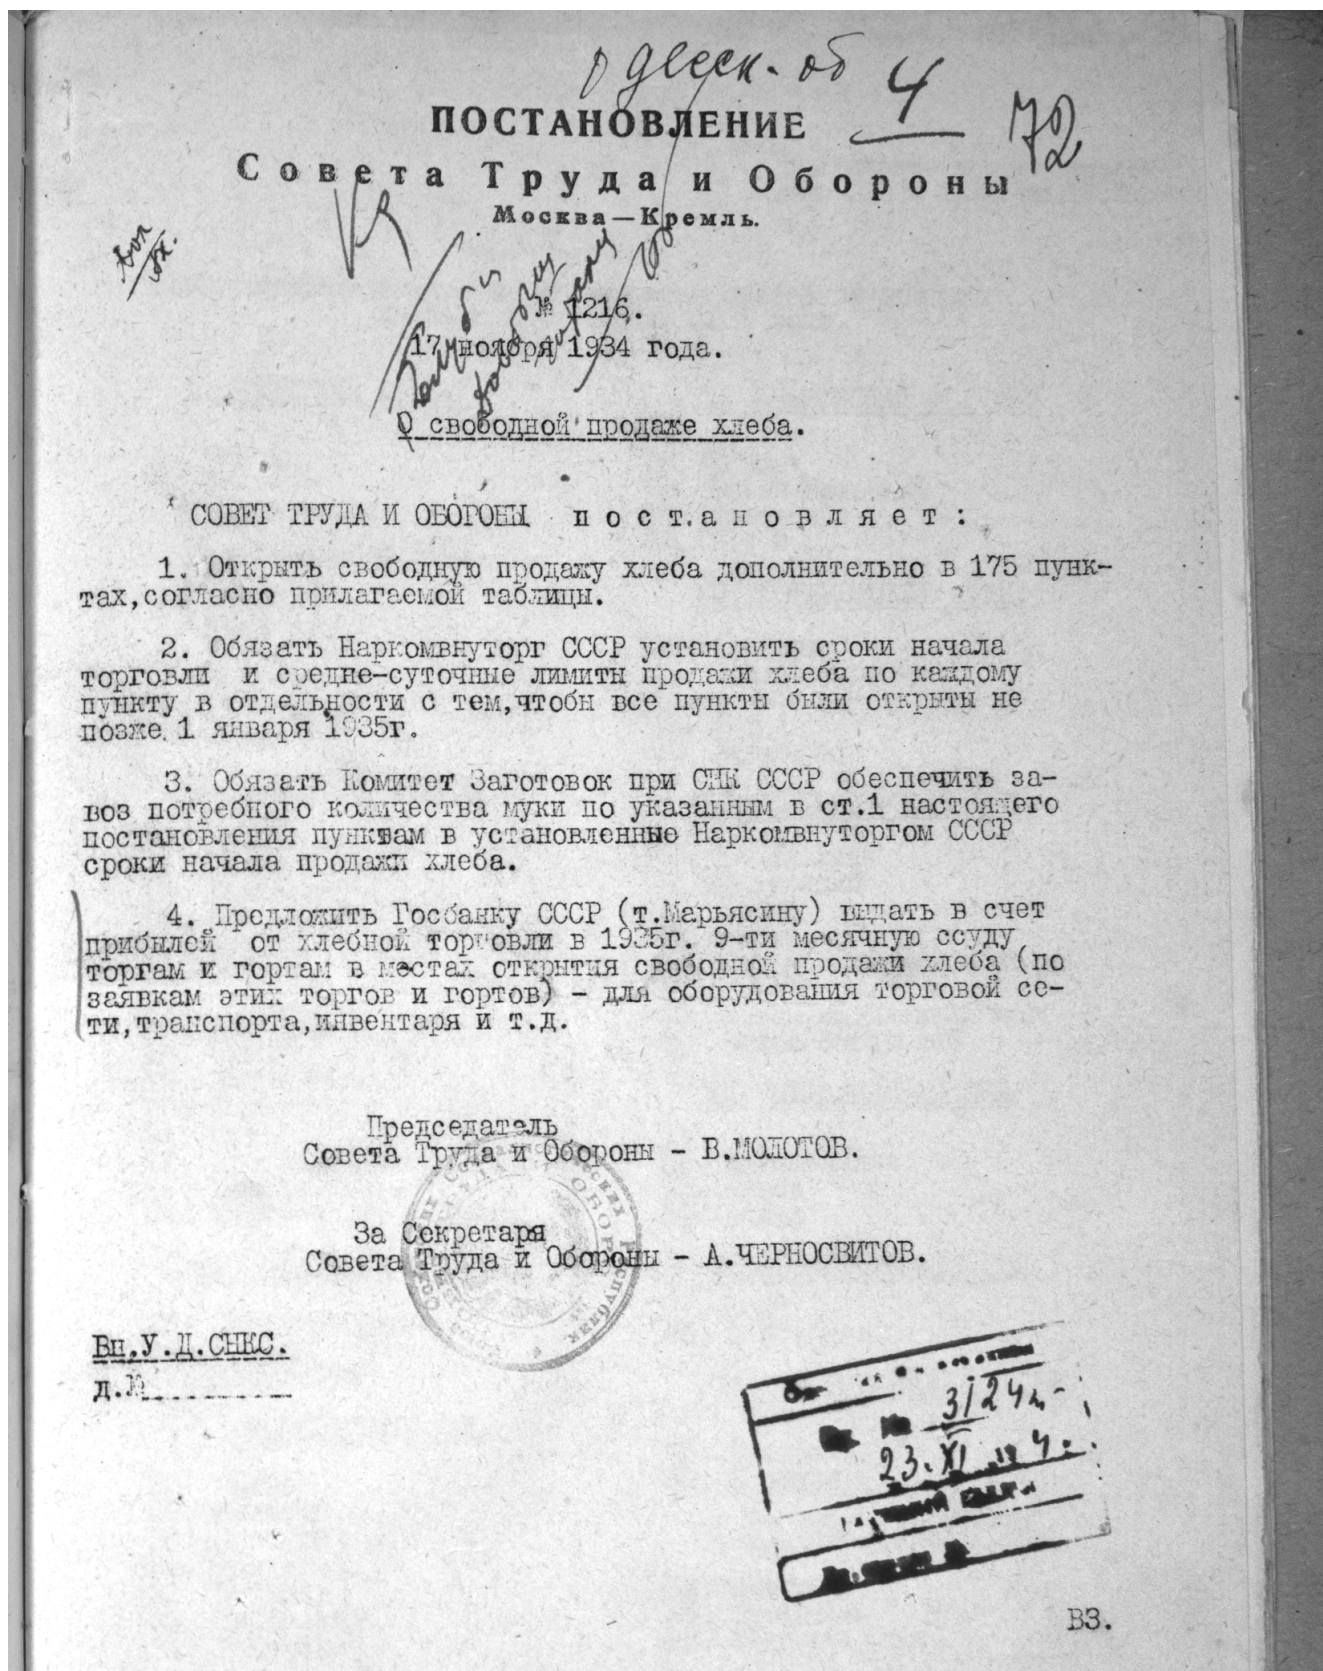 Одесск. об
4
72
ПОСТАНОВЛЕНИЕ
Совета Труда и Обороны
Москва—Кремль.
№ 1216.
17 ноября 1934 года.
О свободной продаже хлеба.
СОВЕТ ТРУДА И ОБОРОНЫ постановляет:
1. Открыть свободную продажу хлеба дополнительно в 175 пунк-
тах,согласно прилагаемой таблицы.
2. Обязать Наркомвнуторг СССР установить сроки начала
торговли и средне-суточные лимиты продажи хлеба по каждому
пункту в отдельности с тем,чтобы все пункты были открыты не
позже 1 января 1935г.
3. Обязать Комитет Заготовок при СНК СССР обеспечить за-
воз потребного количества муки по указанным в ст.1 настоящего
постановления пунктам в установленные Наркомвнуторгом СССР
сроки начала продажи хлеба.
4. Предложить Госбанку СССР (т.Марьясину) выдать в счет
прибылей от хлебной торговли в 1935г. 9-ти месячную ссуду
торгам и гортам в местах открытия свободной продажи хлеба (по
заявкам этих торгов и гортов) - для оборудования торговой се-
ти,транспорта,инвентаря и т.д.
Председатель
Совета Труда и Обороны - В.МОЛОТОВ.
За Секретаря
Совета Труда и Обороны - А.ЧЕРНОСВИТОВ.
Вн.У.Д.СНКС.
д.№
23.XI
ВЗ.